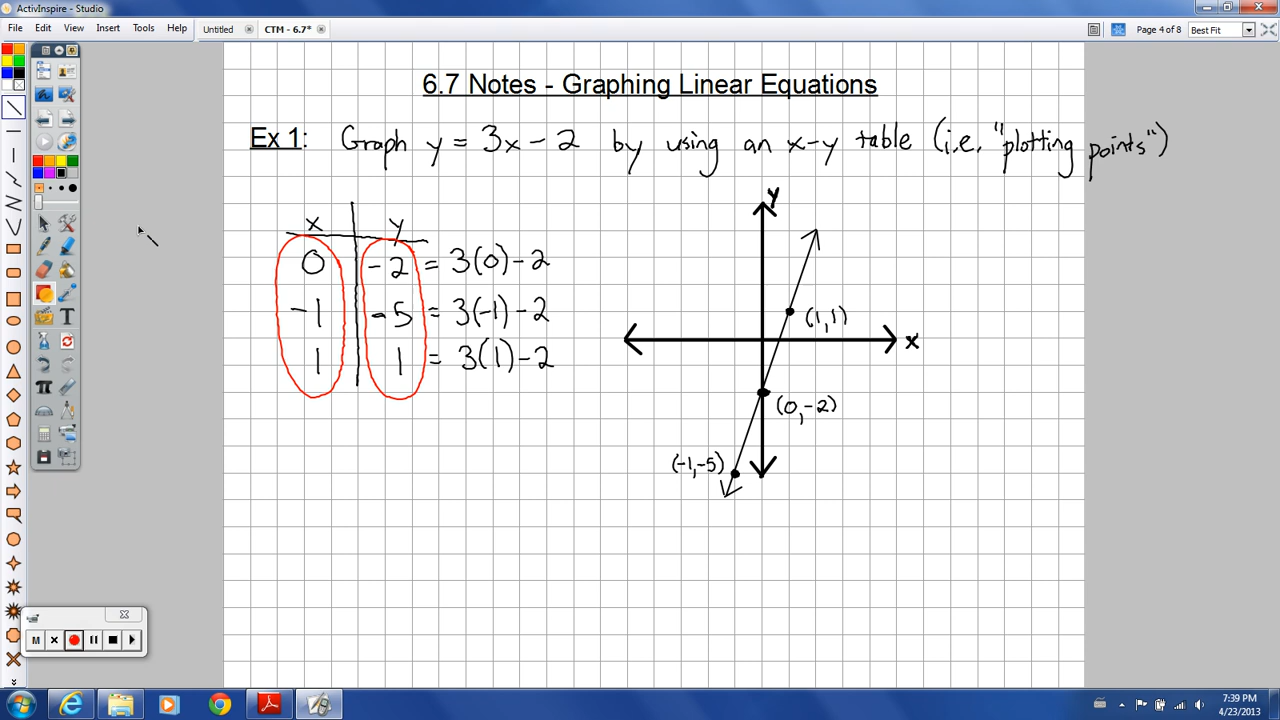 ActivInspire - Studio
File Edit View Insert Tools Help Untitled CTM - 6.7* Page 4 of 8 Best Fit
6.7 Notes - Graphing Linear Equations
Ex 1: Graph y = 3x - 2 by using an x-y table (i.e. "plotting points")
x y
0 -2 = 3(0) - 2
-1 -5 = 3(-1) - 2
1 1 = 3(1) - 2
y
(1,1)
x
(0,-2)
(-1,-5)
M
7:39 PM
4/23/2013